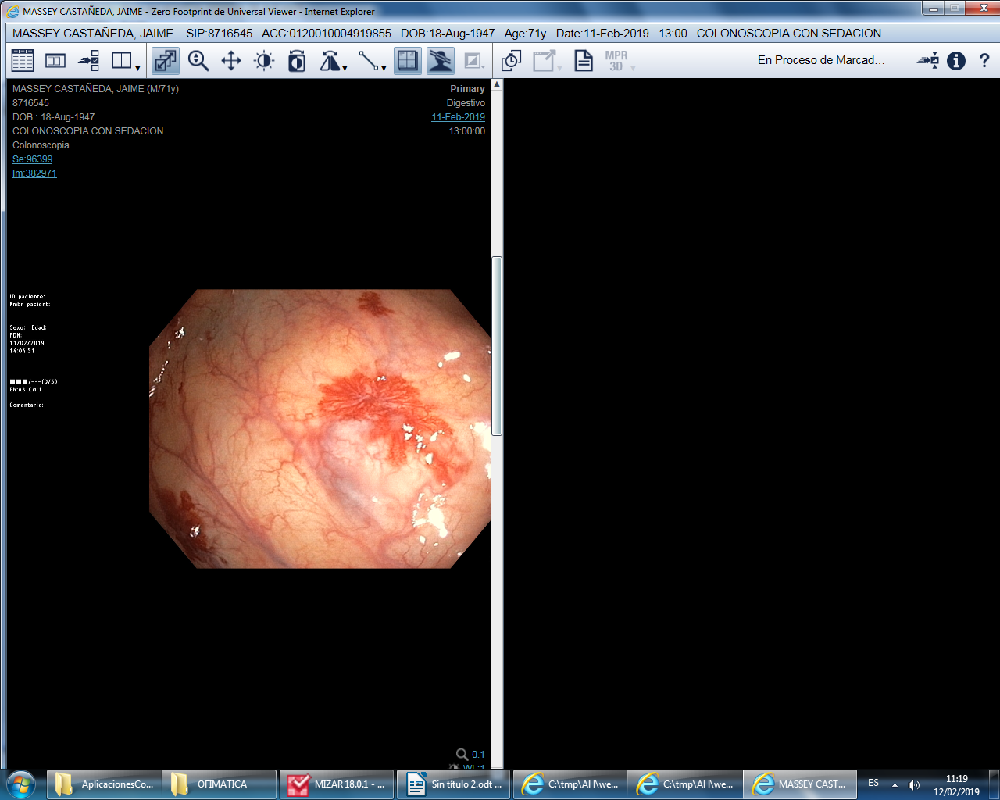 MASSEY CASTAÑEDA, JAIME - Zero Footprint de Universal Viewer - Internet Explorer
MASSEY CASTAÑEDA, JAIME SIP:8716545 ACC:0120010004919855 DOB:18-Aug-1947 Age:71y Date:11-Feb-2019 13:00 COLONOSCOPIA CON SEDACION
MPR
3D
En Proceso de Marcad...
MASSEY CASTAÑEDA, JAIME (M/71y)
8716545
DOB : 18-Aug-1947
COLONOSCOPIA CON SEDACION
Colonoscopia
Se:96399
Im:382971
Primary
Digestivo
11-Feb-2019
13:00:00
ID paciente:
Nmbr pacient:
Sexo: Edad:
FDN:
11/02/2019
14:04:51
■■■/---(0/5)
Eh:A3 Cm:1
Comentario:
0.1
WL:1
AplicacionesCo...
OFIMATICA
MIZAR 18.0.1 - ...
Sin título 2.odt ...
C:\tmp\AH\we...
C:\tmp\AH\we...
MASSEY CAST...
ES
11:19
12/02/2019